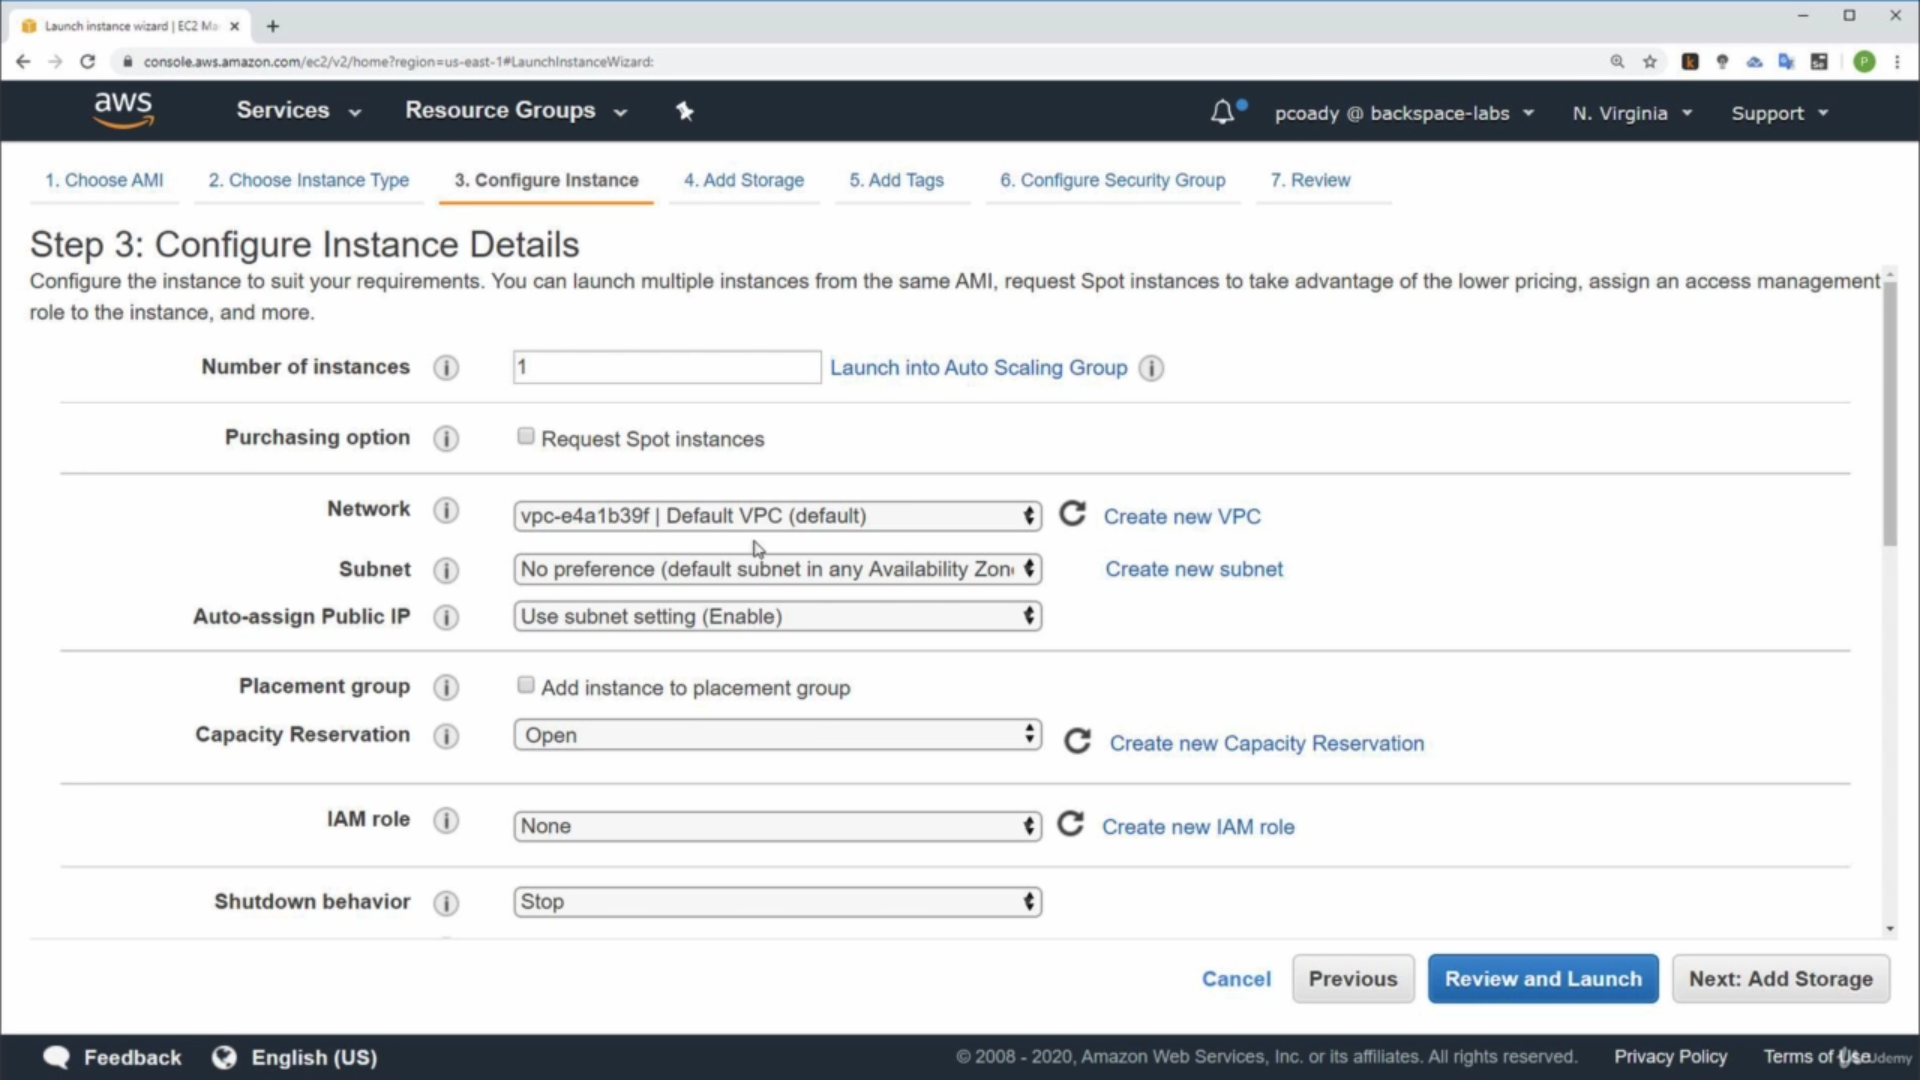 Launch instance wizard | EC2 Ma
console.aws.amazon.com/ec2/v2/home?region=us-east-1#LaunchInstanceWizard:
P
aws
Services
Resource Groups
pcoady @ backspace-labs
N. Virginia
Support
1. Choose AMI
2. Choose Instance Type
3. Configure Instance
4. Add Storage
5. Add Tags
6. Configure Security Group
7. Review
Step 3: Configure Instance Details
Configure the instance to suit your requirements. You can launch multiple instances from the same AMI, request Spot instances to take advantage of the lower pricing, assign an access management
role to the instance, and more.
Number of instances
1
Launch into Auto Scaling Group
Purchasing option
Request Spot instances
Network
vpc-e4a1b39f | Default VPC (default)
Create new VPC
Subnet
No preference (default subnet in any Availability Zon
Create new subnet
Auto-assign Public IP
Use subnet setting (Enable)
Placement group
Add instance to placement group
Capacity Reservation
Open
Create new Capacity Reservation
IAM role
None
Create new IAM role
Shutdown behavior
Stop
Cancel
Previous
Review and Launch
Next: Add Storage
Feedback
English (US)
© 2008 - 2020, Amazon Web Services, Inc. or its affiliates. All rights reserved.
Privacy Policy
Terms of Use
Udemy